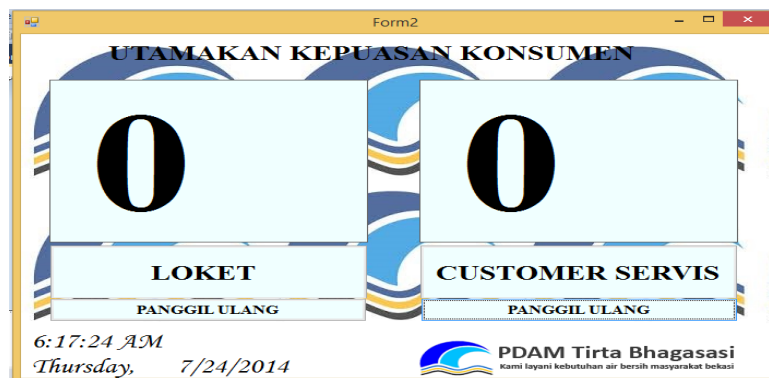 Form2
UTAMAKAN KEPUASAN KONSUMEN
0 0
LOKET CUSTOMER SERVIS
PANGGIL ULANG PANGGIL ULANG
6:17:24 AM
Thursday, 7/24/2014
PDAM Tirta Bhagasasi
Kami layani kebutuhan air bersih masyarakat bekasi